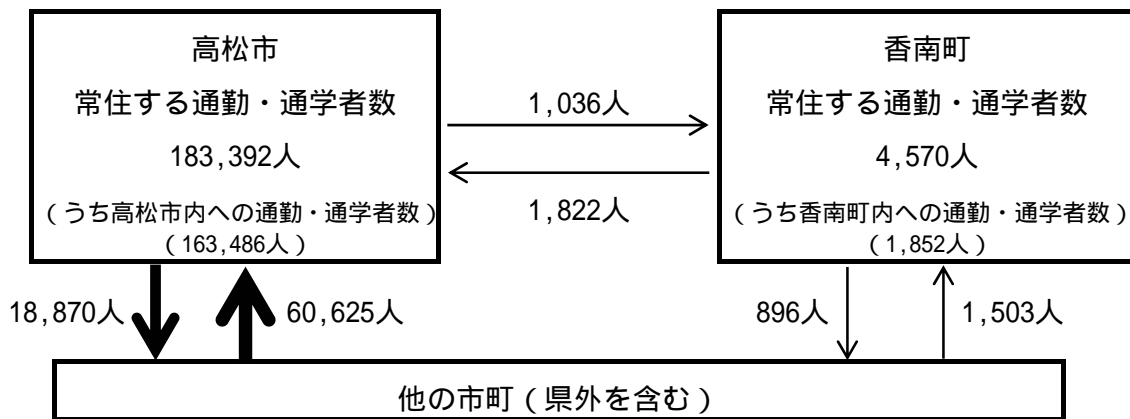 高松市
常住する通勤・通学者数
183,392人
（うち高松市内への通勤・通学者数）
（163,486人）
1,036人
1,822人
香南町
常住する通勤・通学者数
4,570人
（うち香南町内への通勤・通学者数）
（1,852人）
18,870人
60,625人
896人
1,503人
他の市町（県外を含む）